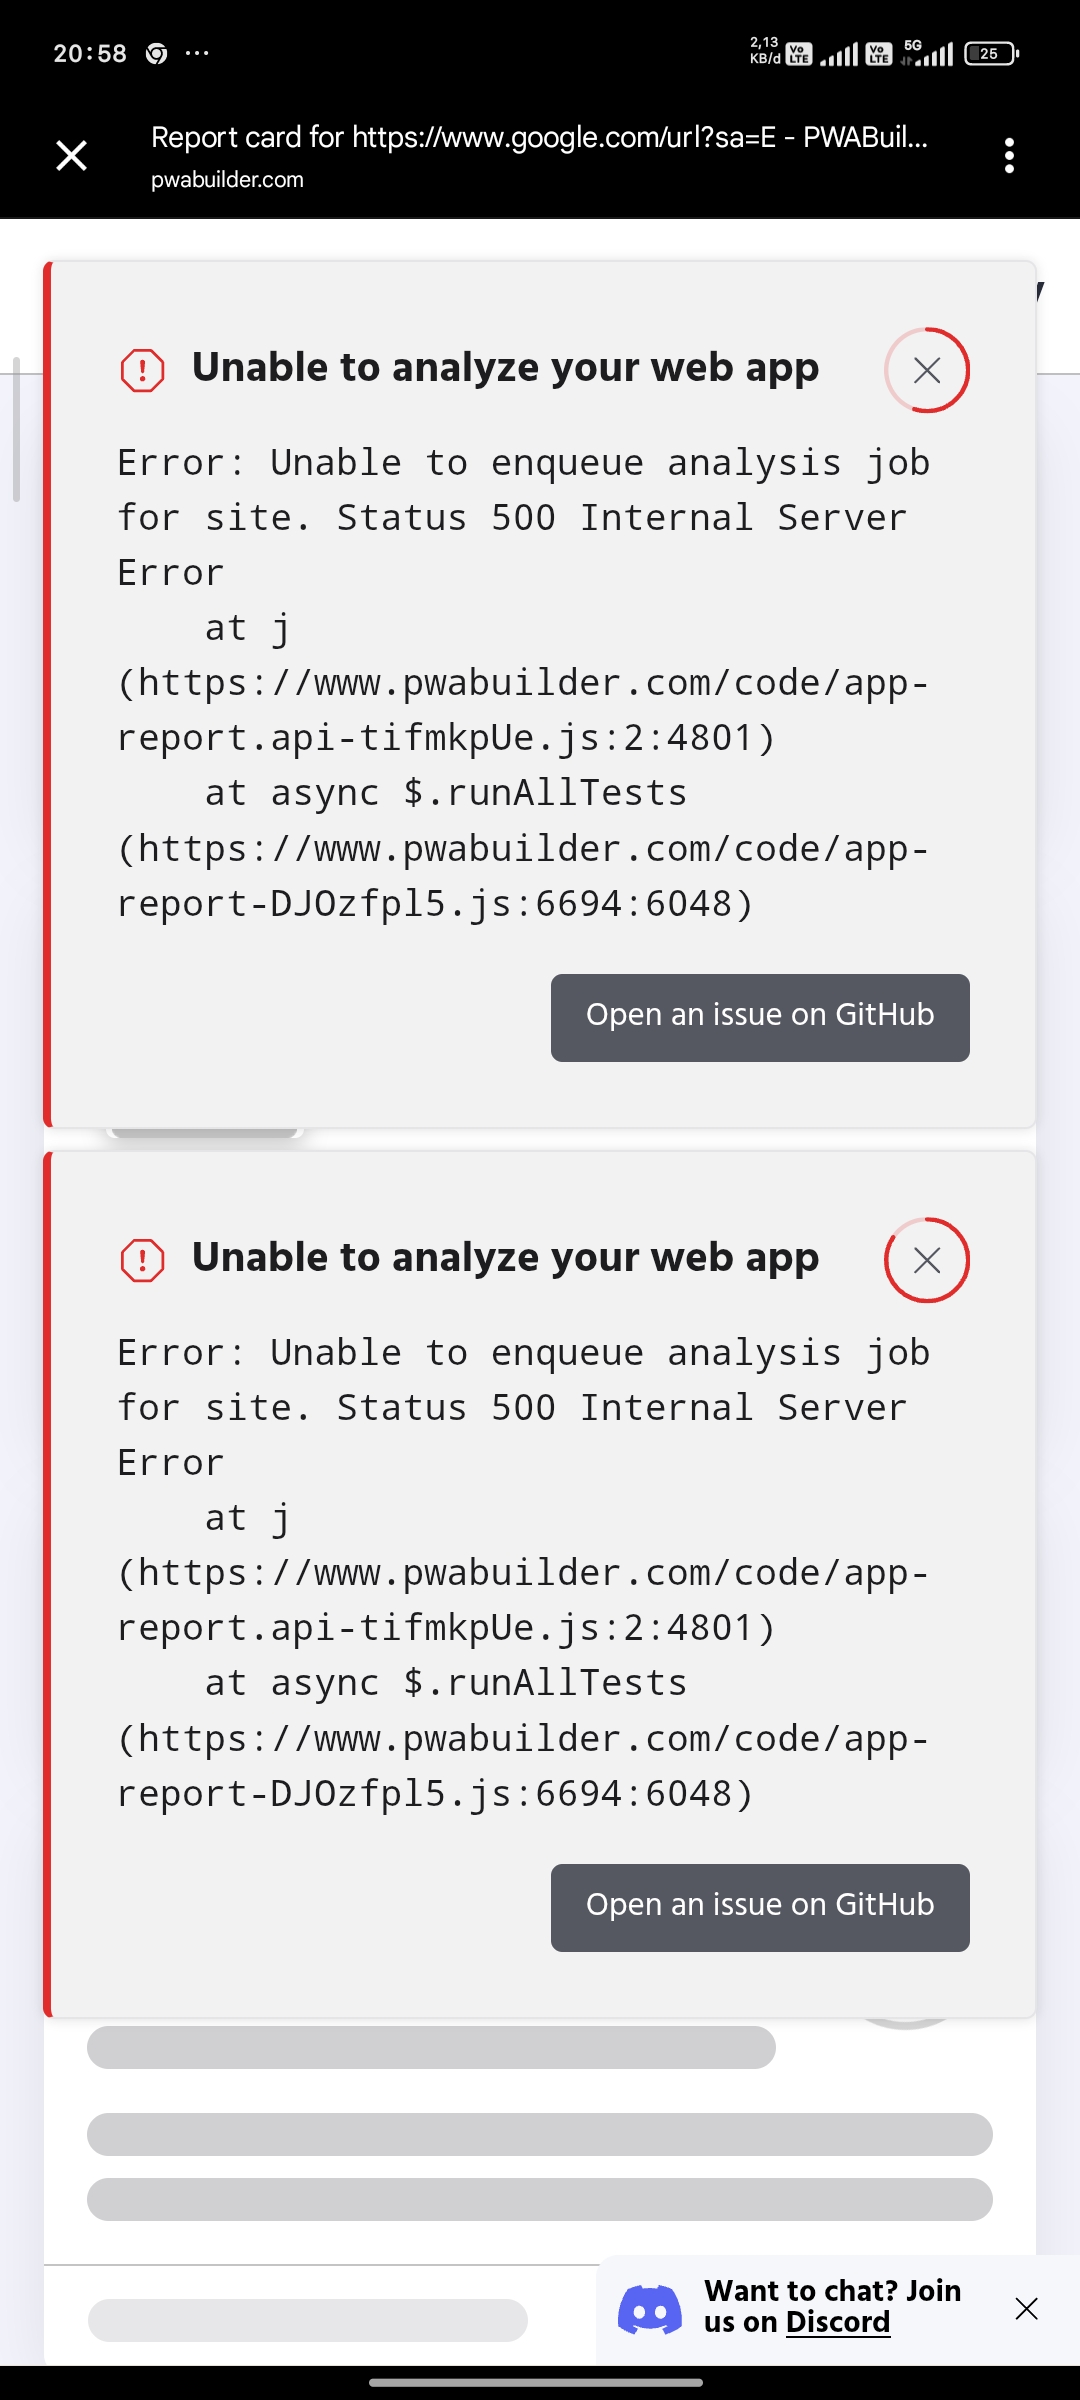 20:58
2,13
KB/d
Vo
LTE
Vo
LTE
5G
25
Report card for https://www.google.com/url?sa=E - PWABuil...
pwabuilder.com
Unable to analyze your web app
Error: Unable to enqueue analysis job
for site. Status 500 Internal Server
Error
at j
(https://www.pwabuilder.com/code/app-
report.api-tifmkpUe.js:2:4801)
at async $.runAllTests
(https://www.pwabuilder.com/code/app-
report-DJOzfpl5.js:6694:6048)
Open an issue on GitHub
Unable to analyze your web app
Error: Unable to enqueue analysis job
for site. Status 500 Internal Server
Error
at j
(https://www.pwabuilder.com/code/app-
report.api-tifmkpUe.js:2:4801)
at async $.runAllTests
(https://www.pwabuilder.com/code/app-
report-DJOzfpl5.js:6694:6048)
Open an issue on GitHub
Want to chat? Join
us on Discord